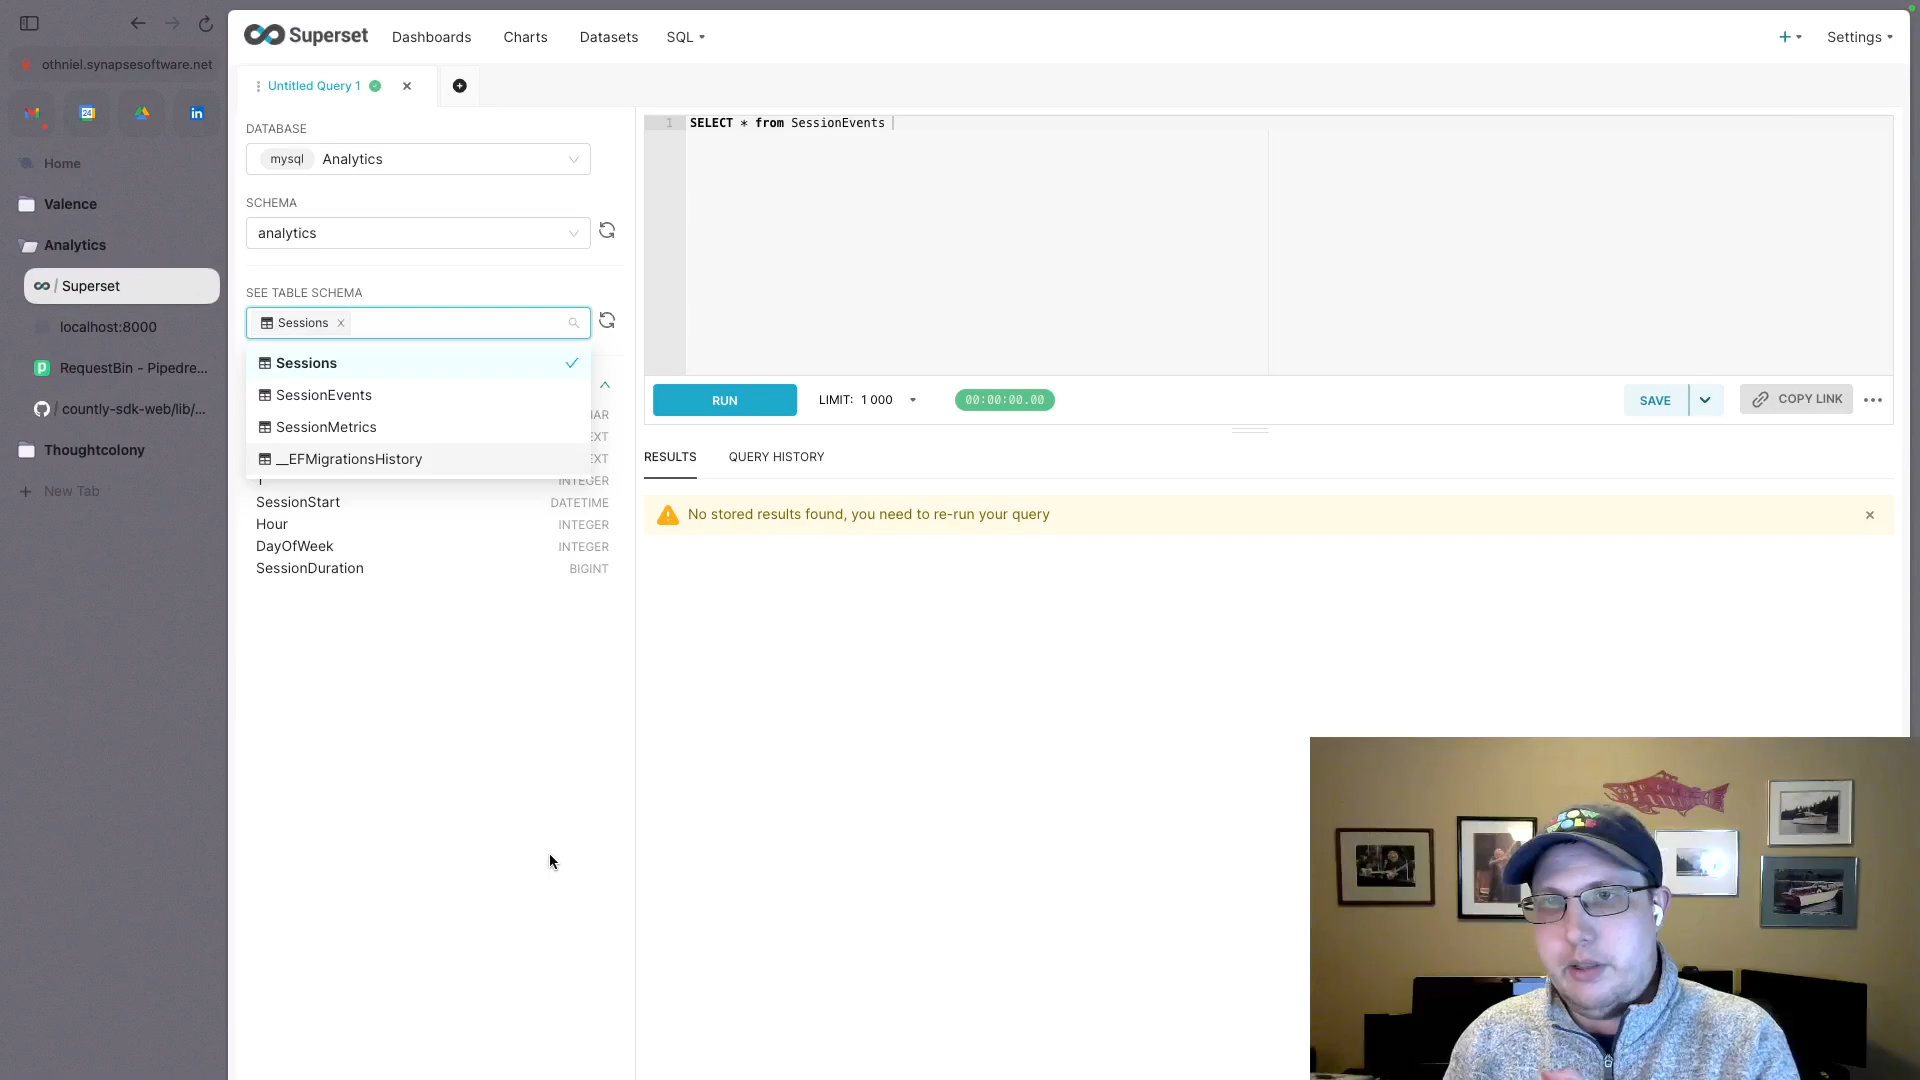 othniel.synapsesoftware.net
24
in
Home
Valence
Analytics
/ Superset
localhost:8000
RequestBin – Pipedre...
/ countly-sdk-web/lib/...
Thoughtcolony
New Tab
Superset
Dashboards
Charts
Datasets
SQL
Settings
Untitled Query 1
DATABASE
mysql Analytics
SCHEMA
analytics
SEE TABLE SCHEMA
Sessions
Sessions
SessionEvents
SessionMetrics
__EFMigrationsHistory
INTEGER
SessionStart DATETIME
Hour INTEGER
DayOfWeek INTEGER
SessionDuration BIGINT
1 SELECT * from SessionEvents
RUN
LIMIT: 1 000
00:00:00.00
SAVE
COPY LINK
RESULTS
QUERY HISTORY
No stored results found, you need to re-run your query